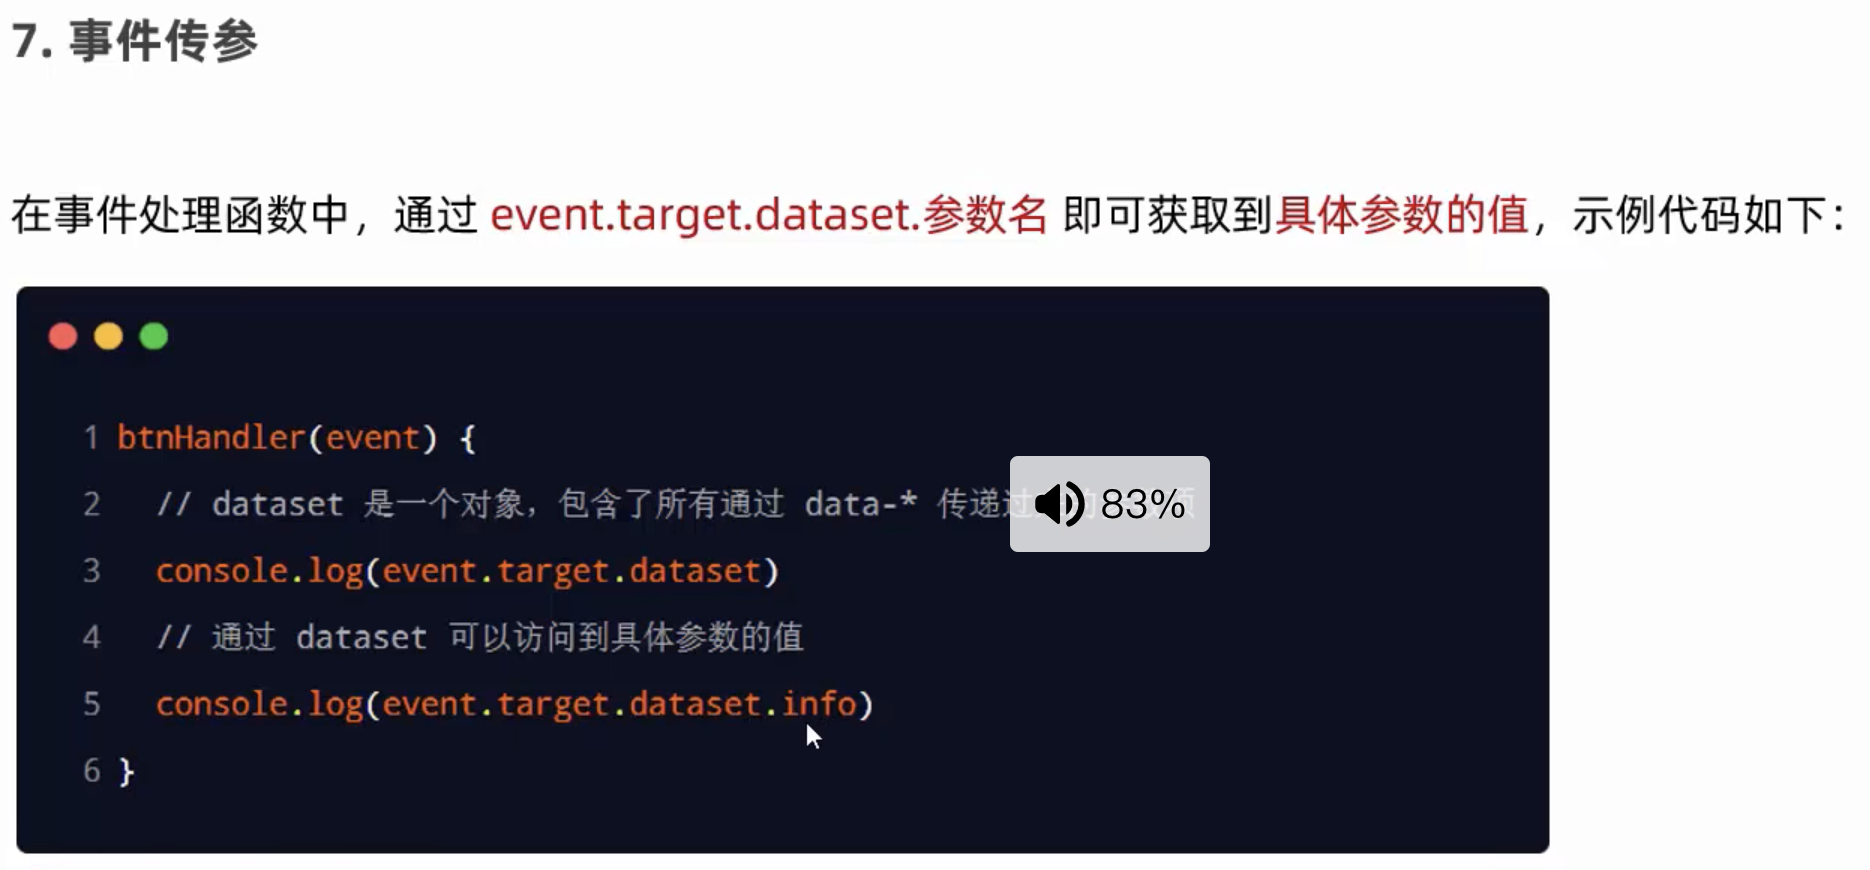 7. 事件传参
在事件处理函数中，通过 event.target.dataset.参数名 即可获取到具体参数的值，示例代码如下：
1 btnHandler(event) {
2   // dataset 是一个对象，包含了所有通过 data-* 传递过
83%
3   console.log(event.target.dataset)
4   // 通过 dataset 可以访问到具体参数的值
5   console.log(event.target.dataset.info)
6 }